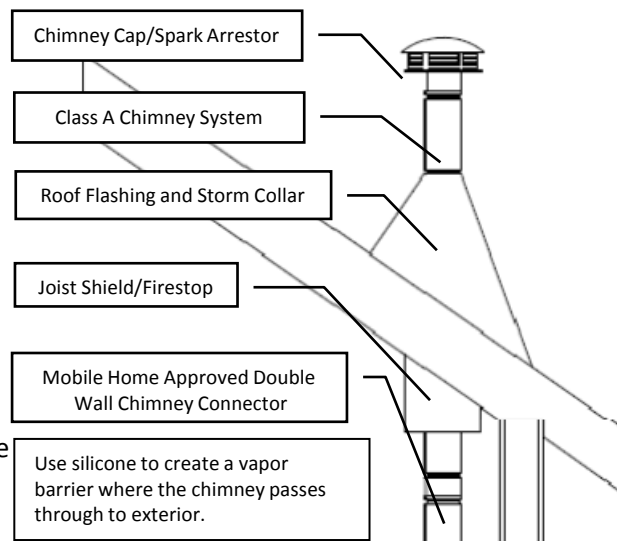 Chimney Cap/Spark Arrestor
Class A Chimney System
Roof Flashing and Storm Collar
Joist Shield/Firestop
Mobile Home Approved Double
Wall Chimney Connector
e
Use silicone to create a vapor
barrier where the chimney passes
through to exterior.